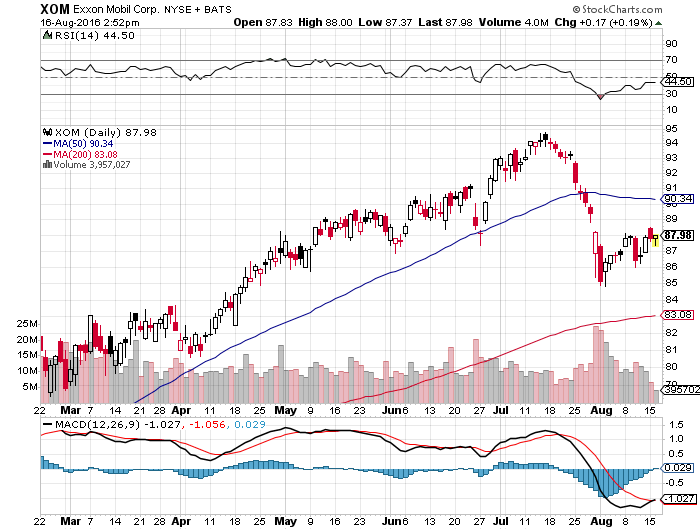 XOM Exxon Mobil Corp. NYSE + BATS © StockCharts.com
16-Aug-2016 2:52pm Open 87.83 High 88.00 Low 87.37 Last 87.98 Volume 4.0M Chg +0.17 (+0.19%)
RSI(14) 44.50
90
70
50
44.50
30
10
XOM (Daily) 87.98
MA(50) 90.34
MA(200) 83.08
Volume 3,957,027
95
94
93
92
91
90.34
89
88
87.98
87
86
85
84
83.08
82
81
80
79
25M
20M
15M
10M
5M
3957027
22 Mar 7 14 21 28 Apr 11 18 25 May 9 16 23 Jun 6 13 20 27 Jul 11 18 25 Aug 8 15
MACD(12,26,9) -1.027, -1.056, 0.029
1.5
1.0
0.5
0.029
-0.5
-1.027
22 Mar 7 14 21 28 Apr 11 18 25 May 9 16 23 Jun 6 13 20 27 Jul 11 18 25 Aug 8 15